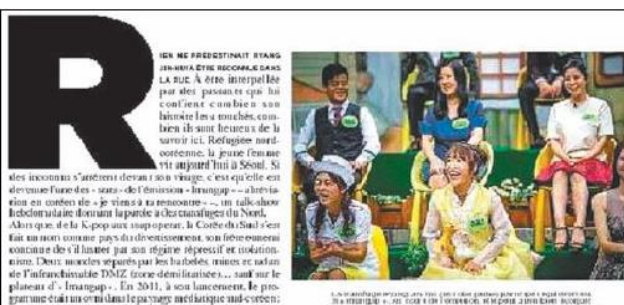 R
IEN NE PRÉDESTINAIT RYANG
JIN-HUI À ÊTRE RECONNUE DANS
LA RUE. À être interpellée
par des passants qui lui
confient combien son
histoire les a touchés, com-
bien ils sont heureux de la
savoir ici. Réfugiée nord-
coréenne, la jeune femme
vit aujourd'hui à Séoul. Si
des inconnus s'arrêtent devant son visage, c'est qu'elle est
devenue l'une des « stars » de l'émission « Imangap » – abrévia-
tion en coréen de « je viens à ta rencontre » –, un talk-show
hebdomadaire donnant la parole à des transfuges du Nord.
Alors que, de la K-pop aux soap operas, la Corée du Sud s'est
fait un nom comme pays du divertissement, son frère ennemi
continue de s'illustrer par son régime répressif et isolation-
niste. Deux mondes séparés par les barbelés, mines et radars
de l'infranchissable DMZ (zone démilitarisée)... sauf sur le
plateau d'« Imangap ». En 2011, à son lancement, le pro-
gramme était un ovni dans le paysage médiatique sud-coréen: